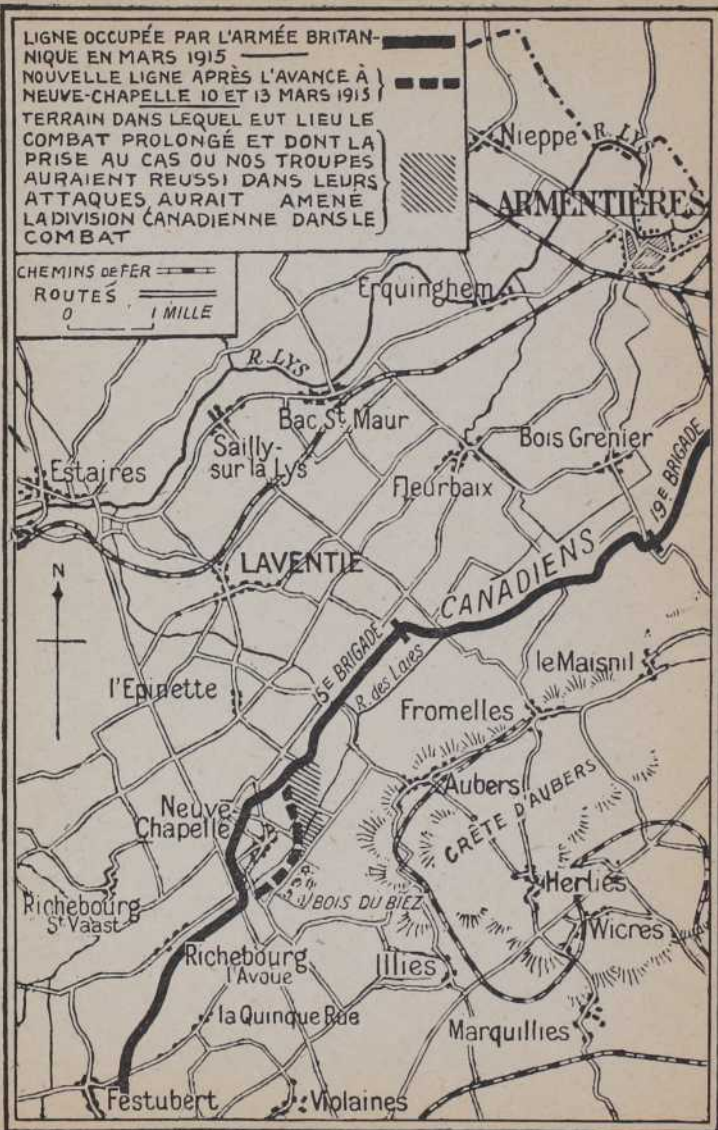 LIGNE OCCUPÉE PAR L'ARMÉE BRITAN-
NIQUE EN MARS 1915
NOUVELLE LIGNE APRÈS L'AVANCE À
NEUVE-CHAPELLE 10 ET 13 MARS 1915
TERRAIN DANS LEQUEL EUT LIEU LE
COMBAT PROLONGÉ ET DONT LA
PRISE AU CAS OU NOS TROUPES
AURAIENT REUSSI DANS LEURS
ATTAQUES, AURAIT AMENÉ
LA DIVISION CANADIENNE DANS LE
COMBAT
CHEMINS DE FER
ROUTES
0 1 MILLE
Nieppe
R. LYS
ARMENTIÈRES
Erquinghem
R. LYS
Bac St Maur
Sailly-
sur la Lys
Estaires
Bois Grenier
Fleurbaix
19E BRIGADE
LAVENTIE
CANADIENS
N
5E BRIGADE
R. des Laies
le Maisnil
l'Epinette
Fromelles
Aubers
CRÊTE D'AUBERS
Neuve
Chapelle
Herlies
BOIS DU BIEZ
Richebourg
St Vaast
Wicres
Richebourg
l'Avoue
Illies
la Quinque Rue
Marquillies
Festubert
Violaines